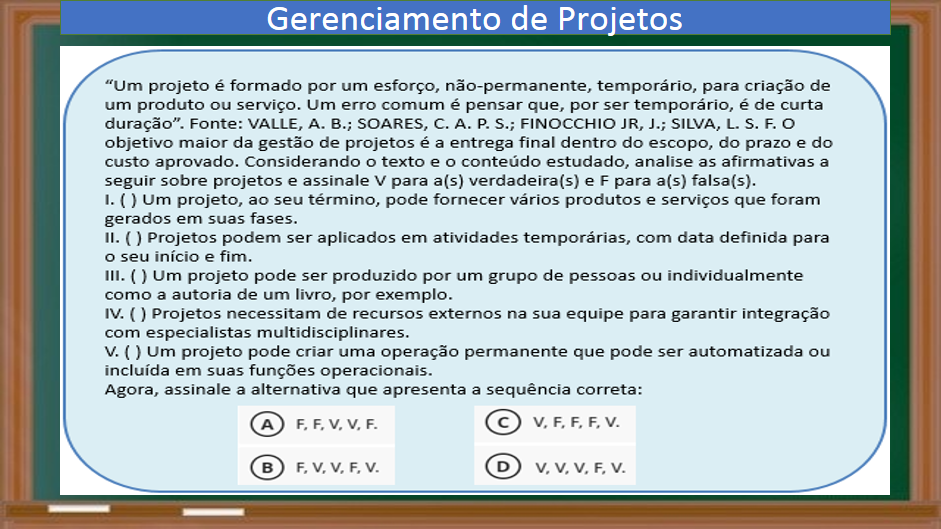 Gerenciamento de Projetos
“Um projeto é formado por um esforço, não-permanente, temporário, para criação de
um produto ou serviço. Um erro comum é pensar que, por ser temporário, é de curta
duração”. Fonte: VALLE, A. B.; SOARES, C. A. P. S.; FINOCCHIO JR, J.; SILVA, L. S. F. O
objetivo maior da gestão de projetos é a entrega final dentro do escopo, do prazo e do
custo aprovado. Considerando o texto e o conteúdo estudado, analise as afirmativas a
seguir sobre projetos e assinale V para a(s) verdadeira(s) e F para a(s) falsa(s).
I. ( ) Um projeto, ao seu término, pode fornecer vários produtos e serviços que foram
gerados em suas fases.
II. ( ) Projetos podem ser aplicados em atividades temporárias, com data definida para
o seu início e fim.
III. ( ) Um projeto pode ser produzido por um grupo de pessoas ou individualmente
como a autoria de um livro, por exemplo.
IV. ( ) Projetos necessitam de recursos externos na sua equipe para garantir integração
com especialistas multidisciplinares.
V. ( ) Um projeto pode criar uma operação permanente que pode ser automatizada ou
incluída em suas funções operacionais.
Agora, assinale a alternativa que apresenta a sequência correta:
A F, F, V, V, F.
B F, V, V, F, V.
C V, F, F, F, V.
D V, V, V, F, V.